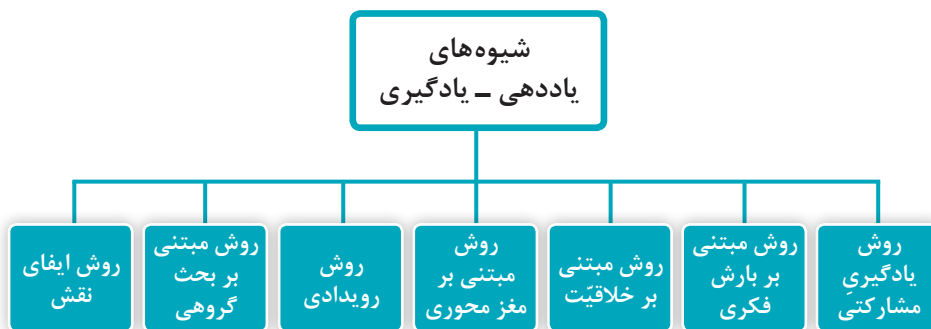 شیوه‌های
یاددهی ـ یادگیری
روش
یادگیریِ
مشارکتی
روش مبتنی
بر بارش
فکری
روش مبتنی
بر خلاقیّت
روش
مبتنی بر
مغز محوری
روش
رویدادی
روش مبتنی
بر بحث
گروهی
روش ایفای
نقش